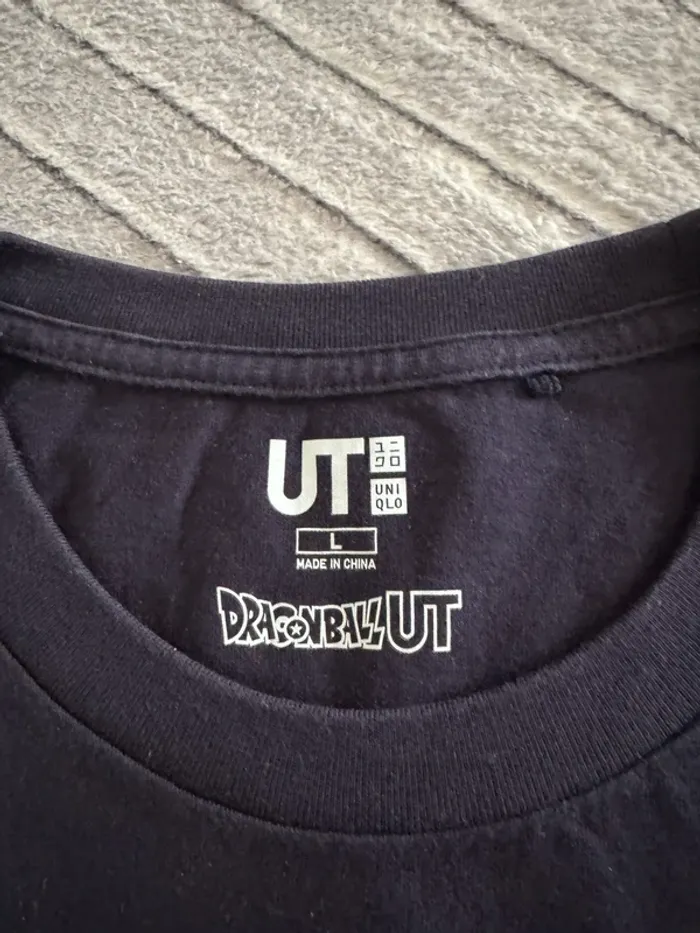 UT
ユニ
クロ
UNI
QLO
L
MADE IN CHINA
DRAGONBALL UT